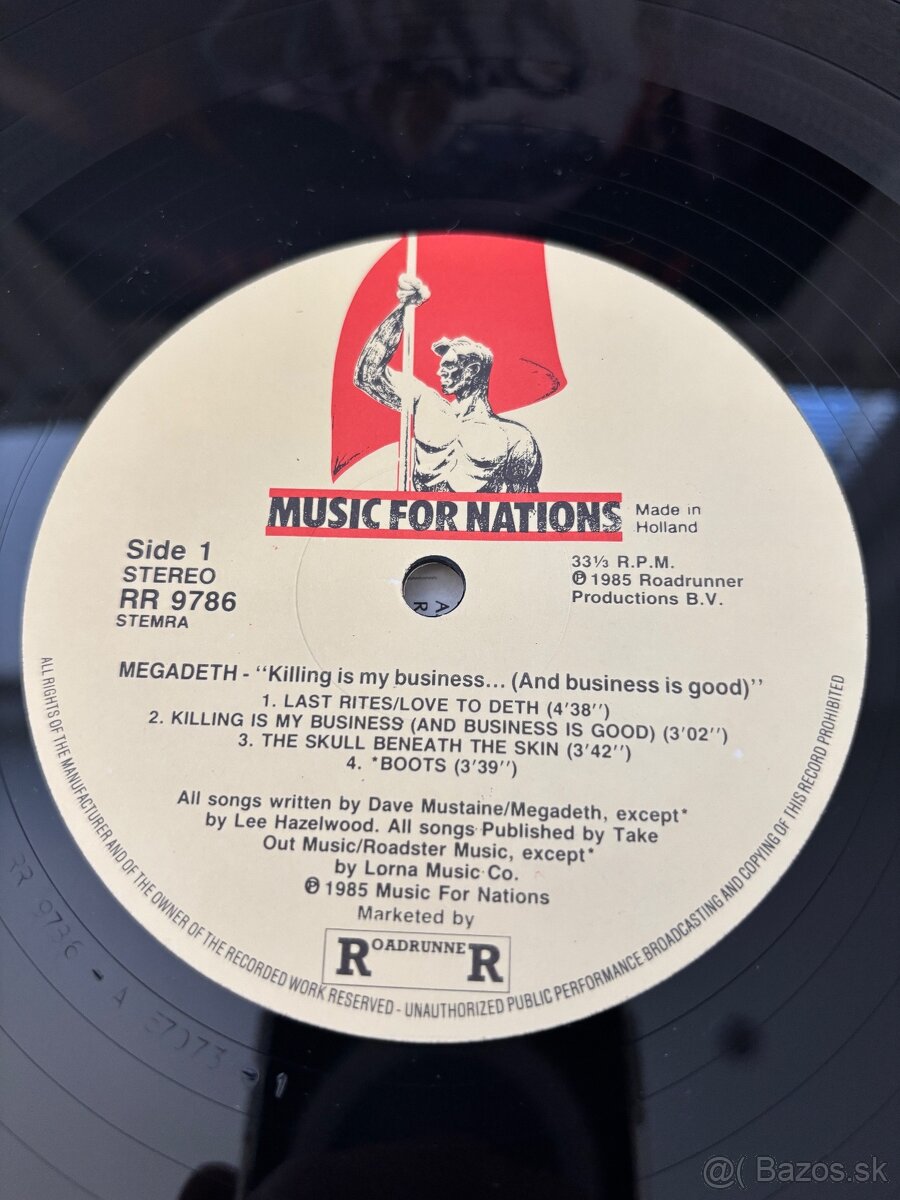 MUSIC FOR NATIONS
Made in
Holland
Side 1
STEREO
RR 9786
STEMRA
33⅓ R.P.M.
℗ 1985 Roadrunner
Productions B.V.
MEGADETH - "Killing is my business... (And business is good)"
1. LAST RITES/LOVE TO DETH (4'38")
2. KILLING IS MY BUSINESS (AND BUSINESS IS GOOD) (3'02")
3. THE SKULL BENEATH THE SKIN (3'42")
4. *BOOTS (3'39")
All songs written by Dave Mustaine/Megadeth, except*
by Lee Hazelwood. All songs Published by Take
Out Music/Roadster Music, except*
by Lorna Music Co.
℗ 1985 Music For Nations
Marketed by
ROADRUNNER
ALL RIGHTS OF THE MANUFACTURER AND OF THE OWNER OF THE RECORDED WORK RESERVED - UNAUTHORIZED PUBLIC PERFORMANCE BROADCASTING AND COPYING OF THIS RECORD PROHIBITED
@( Bazos.sk